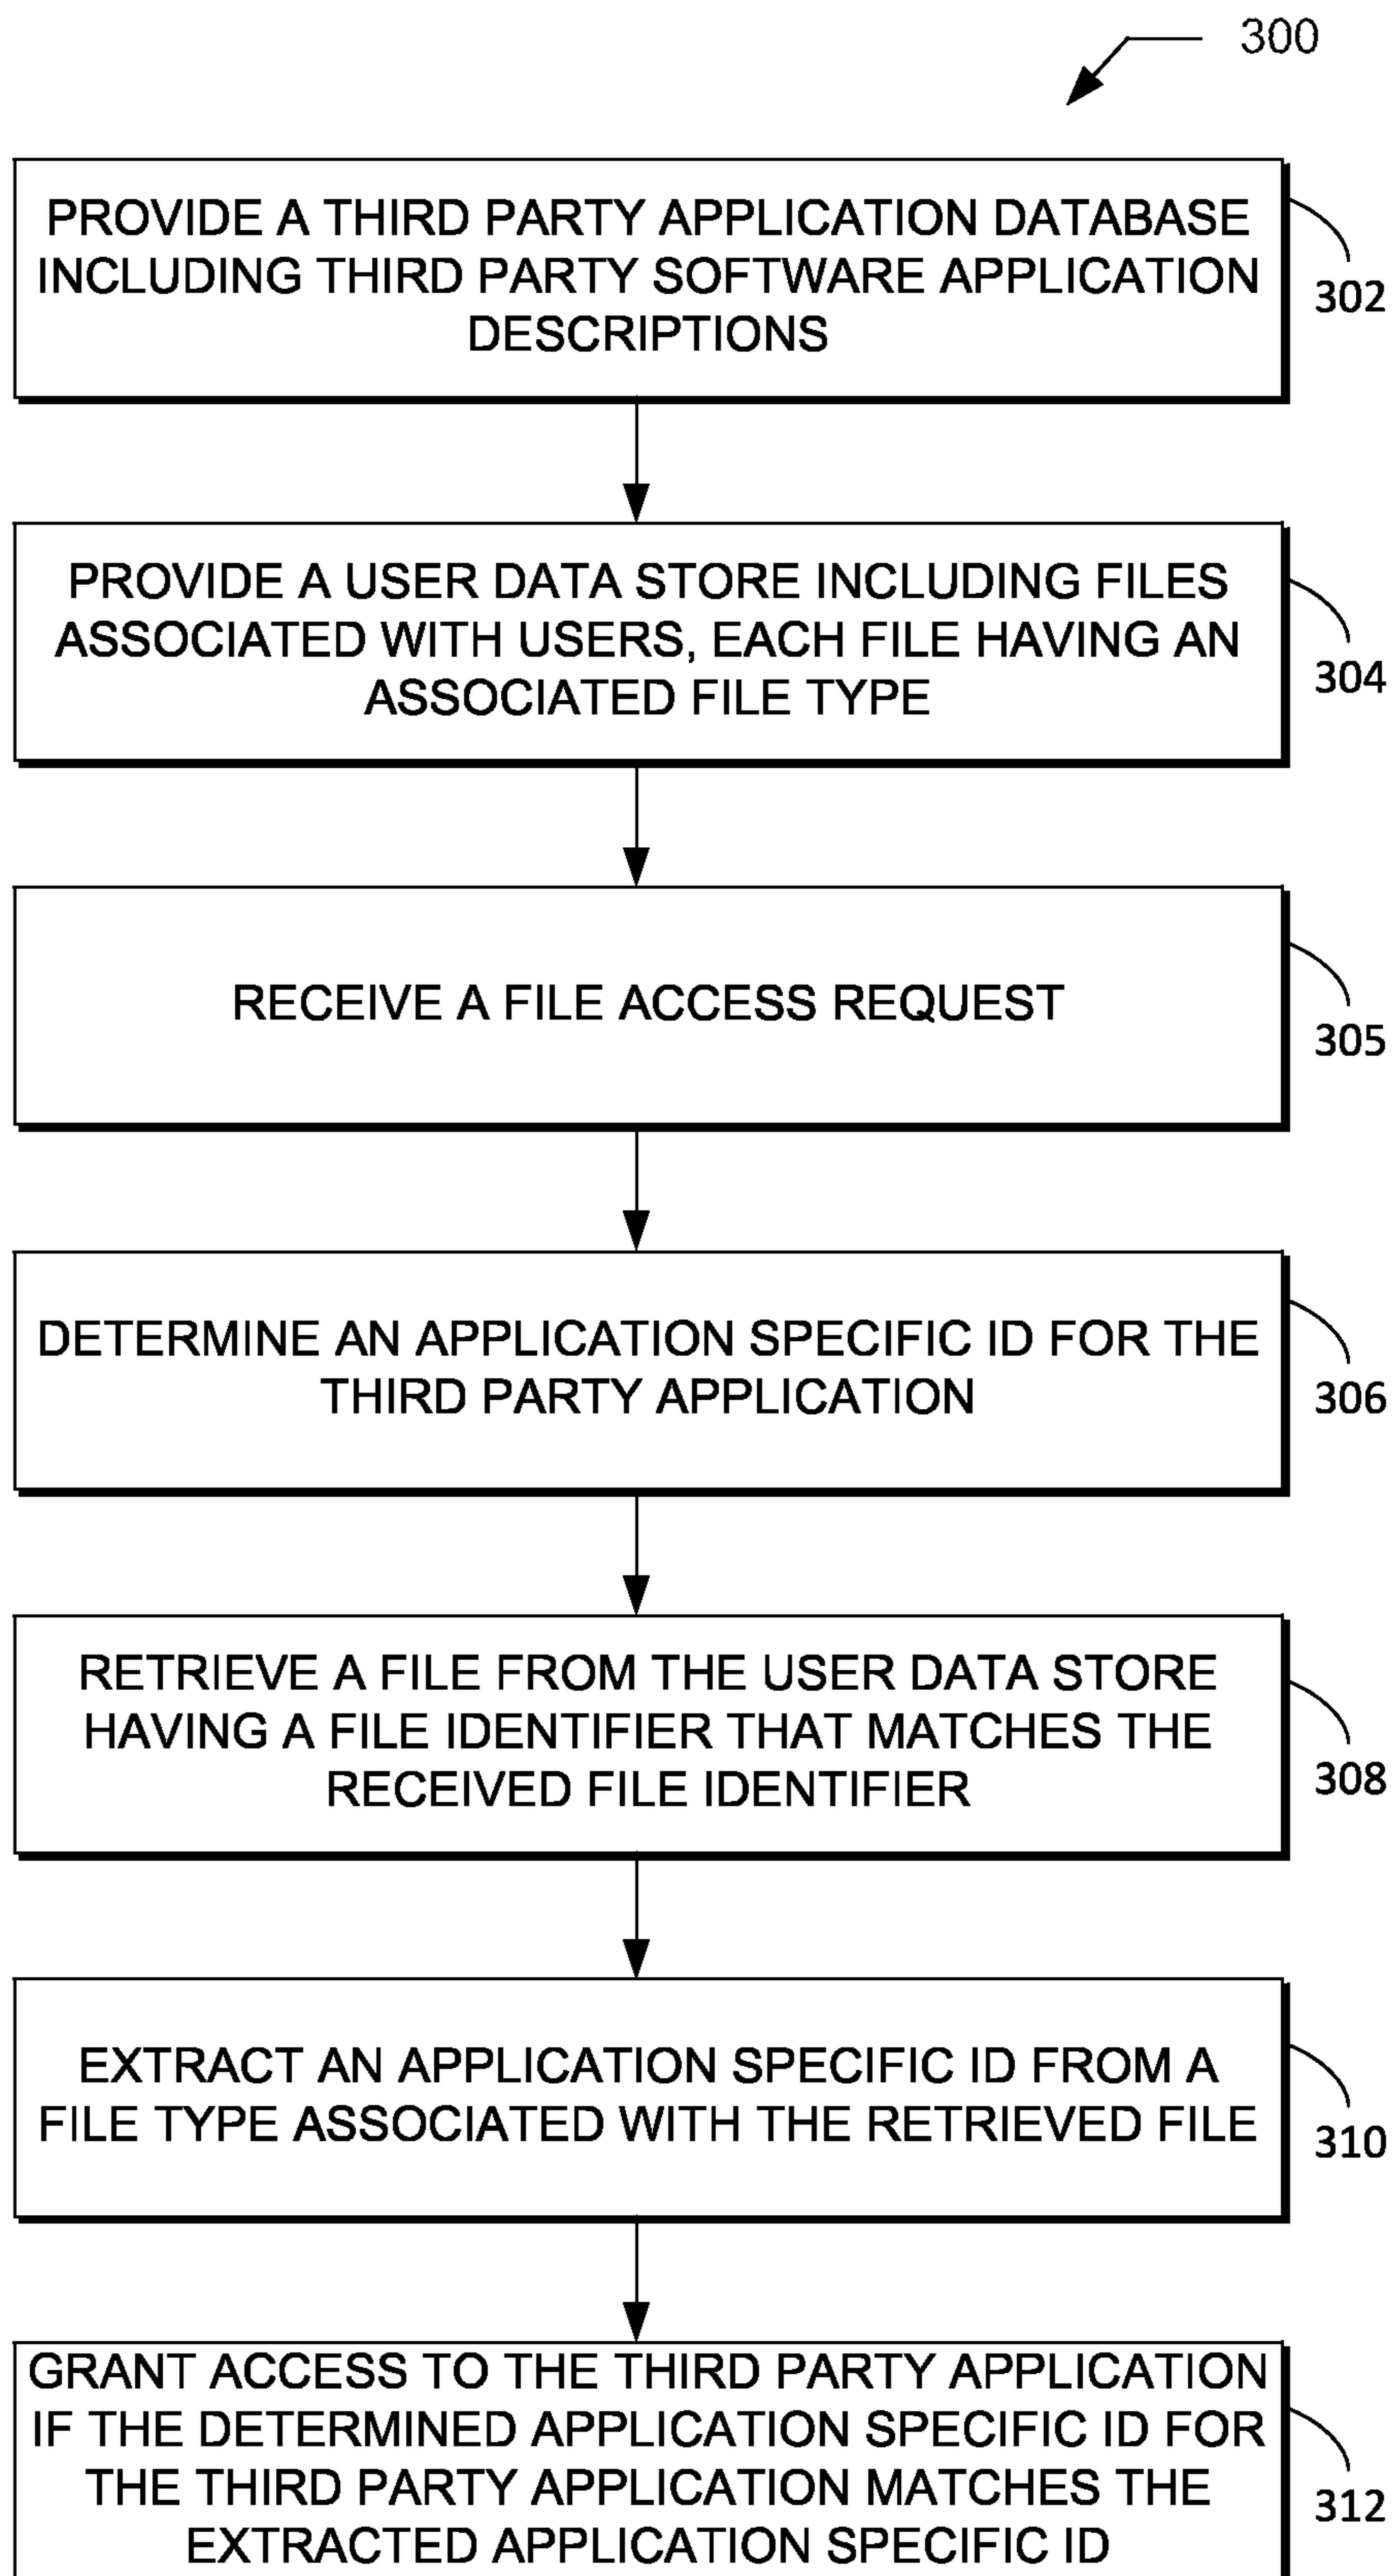 300
PROVIDE A THIRD PARTY APPLICATION DATABASE
INCLUDING THIRD PARTY SOFTWARE APPLICATION
DESCRIPTIONS
302
PROVIDE A USER DATA STORE INCLUDING FILES
ASSOCIATED WITH USERS, EACH FILE HAVING AN
ASSOCIATED FILE TYPE
304
RECEIVE A FILE ACCESS REQUEST
305
DETERMINE AN APPLICATION SPECIFIC ID FOR THE
THIRD PARTY APPLICATION
306
RETRIEVE A FILE FROM THE USER DATA STORE
HAVING A FILE IDENTIFIER THAT MATCHES THE
RECEIVED FILE IDENTIFIER
308
EXTRACT AN APPLICATION SPECIFIC ID FROM A
FILE TYPE ASSOCIATED WITH THE RETRIEVED FILE
310
GRANT ACCESS TO THE THIRD PARTY APPLICATION
IF THE DETERMINED APPLICATION SPECIFIC ID FOR
THE THIRD PARTY APPLICATION MATCHES THE
EXTRACTED APPLICATION SPECIFIC ID
312